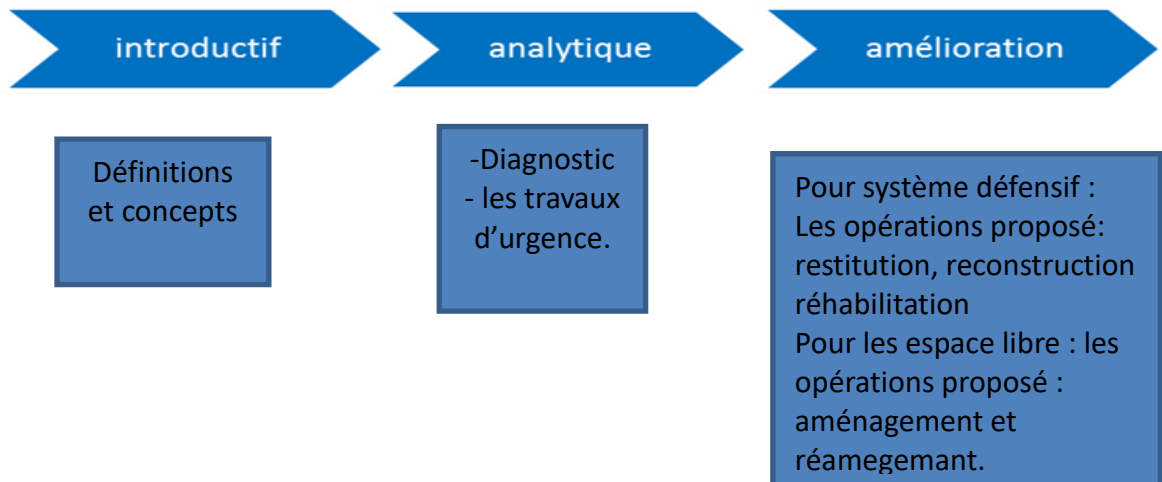 introductif
analytique
amélioration
Définitions
et concepts
-Diagnostic
- les travaux
d’urgence.
Pour système défensif :
Les opérations proposé:
restitution, reconstruction
réhabilitation
Pour les espace libre : les
opérations proposé :
aménagement et
réamegemant.